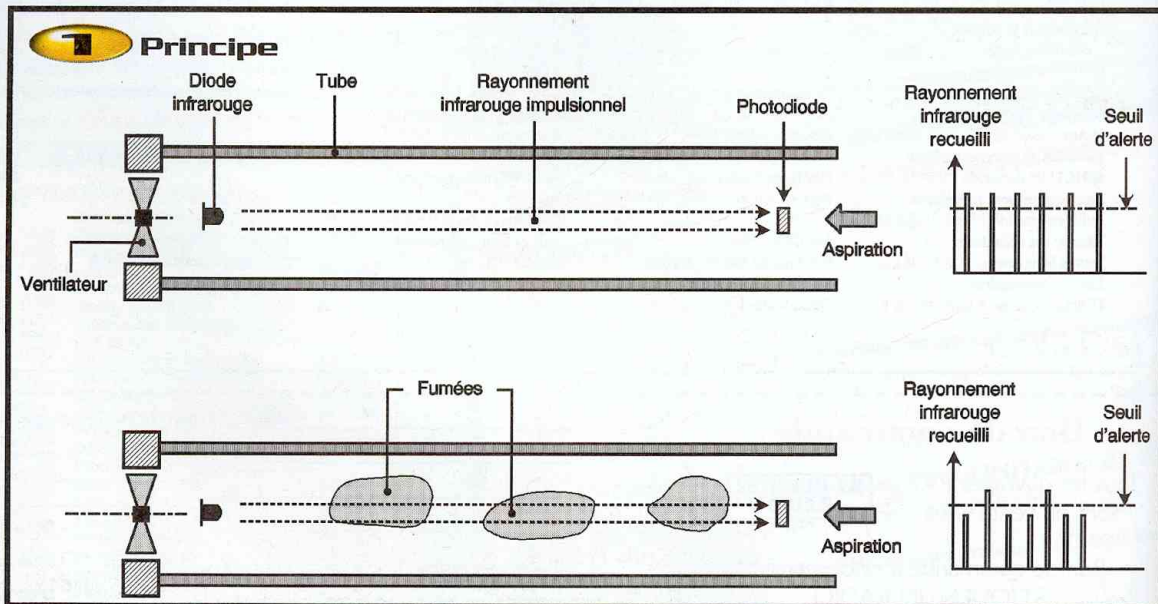 1 Principe
Diode
infrarouge
Tube
Rayonnement
infrarouge impulsionnel
Photodiode
Rayonnement
infrarouge
recueilli
Seuil
d'alerte
Aspiration
Ventilateur
Fumées
Rayonnement
infrarouge
recueilli
Seuil
d'alerte
Aspiration